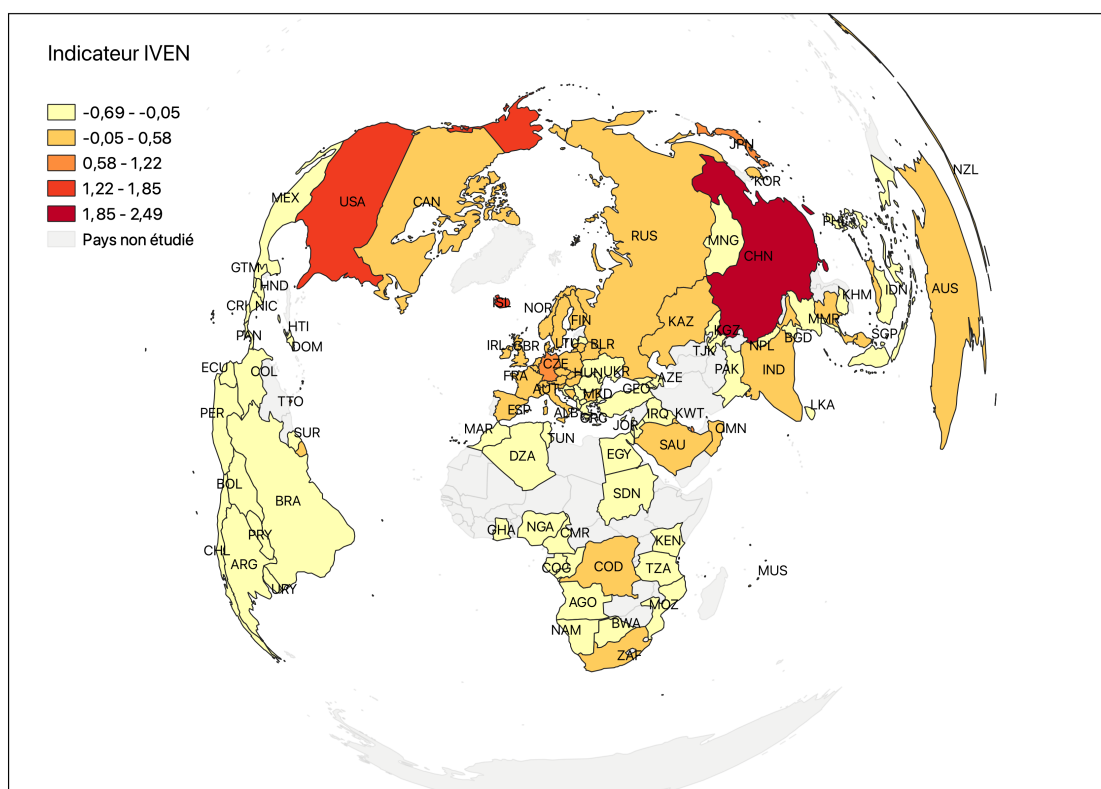 Indicateur IVEN
-0,69 - -0,05
-0,05 - 0,58
0,58 - 1,22
1,22 - 1,85
1,85 - 2,49
Pays non étudié
JPN
NZL
KOR
MEX
USA
CAN
PHL
RUS
MNG
CHN
GTM
HND
IDN
AUS
KHM
CRI
NIC
ISL
NOR
MMR
FIN
KAZ
HTI
PAN
KGZ
SGP
DOM
IRL
GBR
LTU
BLR
BGD
NPL
TJK
ECU
COL
CZE
PAK
IND
FRA
HUN
UKR
AZE
AUT
GEO
MKD
TTO
LKA
PER
ESP
ALB
GRC
IRQ
KWT
JOR
OMN
SUR
MAR
TUN
SAU
DZA
EGY
BOL
SDN
BRA
GHA
NGA
CMR
PRY
KEN
CHL
ARG
COG
COD
TZA
MUS
URY
AGO
MOZ
NAM
BWA
ZAF